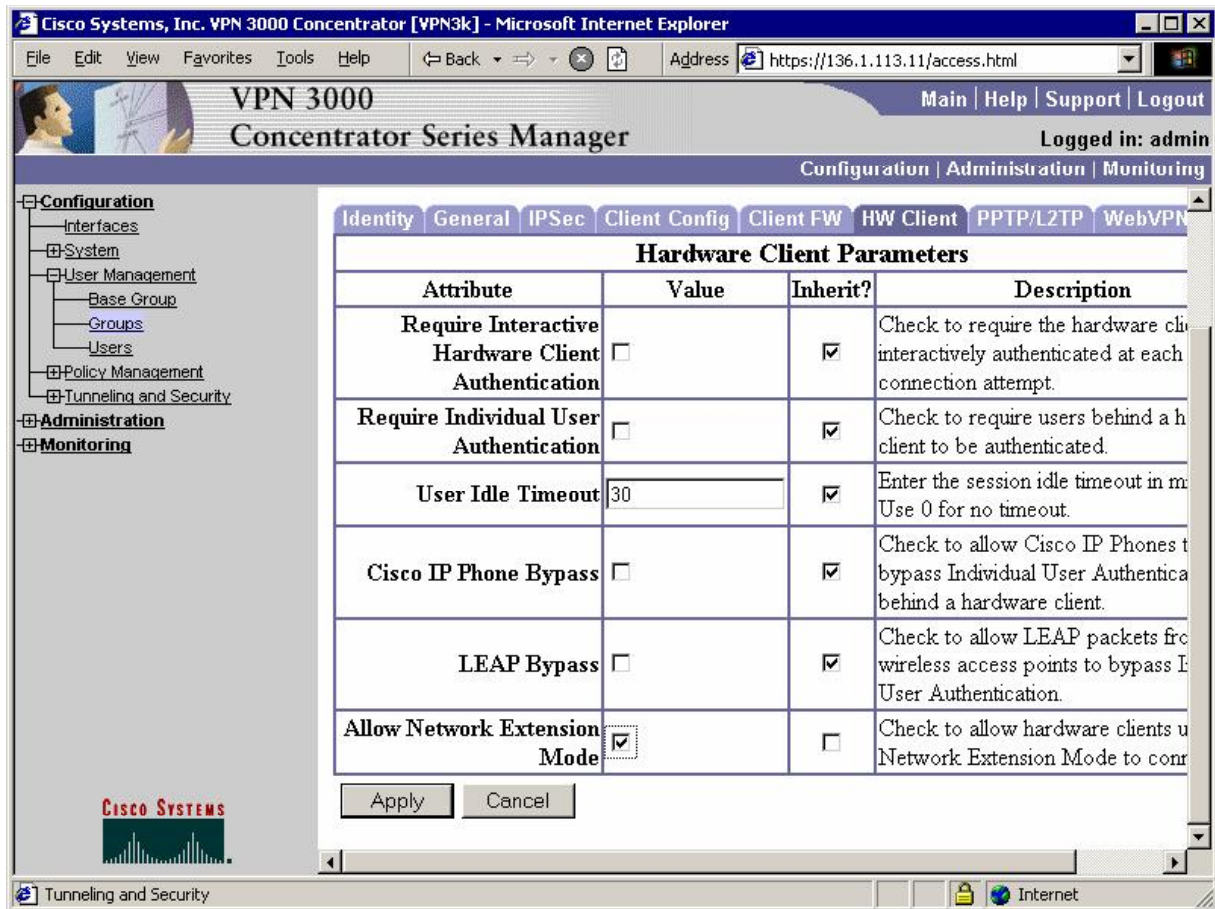 Cisco Systems, Inc. VPN 3000 Concentrator [VPN3k] - Microsoft Internet Explorer
File Edit View Favorites Tools Help Back Address https://136.1.113.11/access.html
VPN 3000
Concentrator Series Manager
Main | Help | Support | Logout
Logged in: admin
Configuration | Administration | Monitoring
Configuration
Interfaces
System
User Management
Base Group
Groups
Users
Policy Management
Tunneling and Security
Administration
Monitoring
CISCO SYSTEMS
Identity General IPSec Client Config Client FW HW Client PPTP/L2TP WebVPN
Hardware Client Parameters
Attribute Value Inherit? Description
Require Interactive
Hardware Client
Authentication
Check to require the hardware cli
interactively authenticated at each
connection attempt.
Require Individual User
Authentication
Check to require users behind a h
client to be authenticated.
User Idle Timeout 30
Enter the session idle timeout in m
Use 0 for no timeout.
Cisco IP Phone Bypass
Check to allow Cisco IP Phones t
bypass Individual User Authentica
behind a hardware client.
LEAP Bypass
Check to allow LEAP packets fro
wireless access points to bypass I
User Authentication.
Allow Network Extension
Mode
Check to allow hardware clients u
Network Extension Mode to conn
Apply Cancel
Tunneling and Security Internet